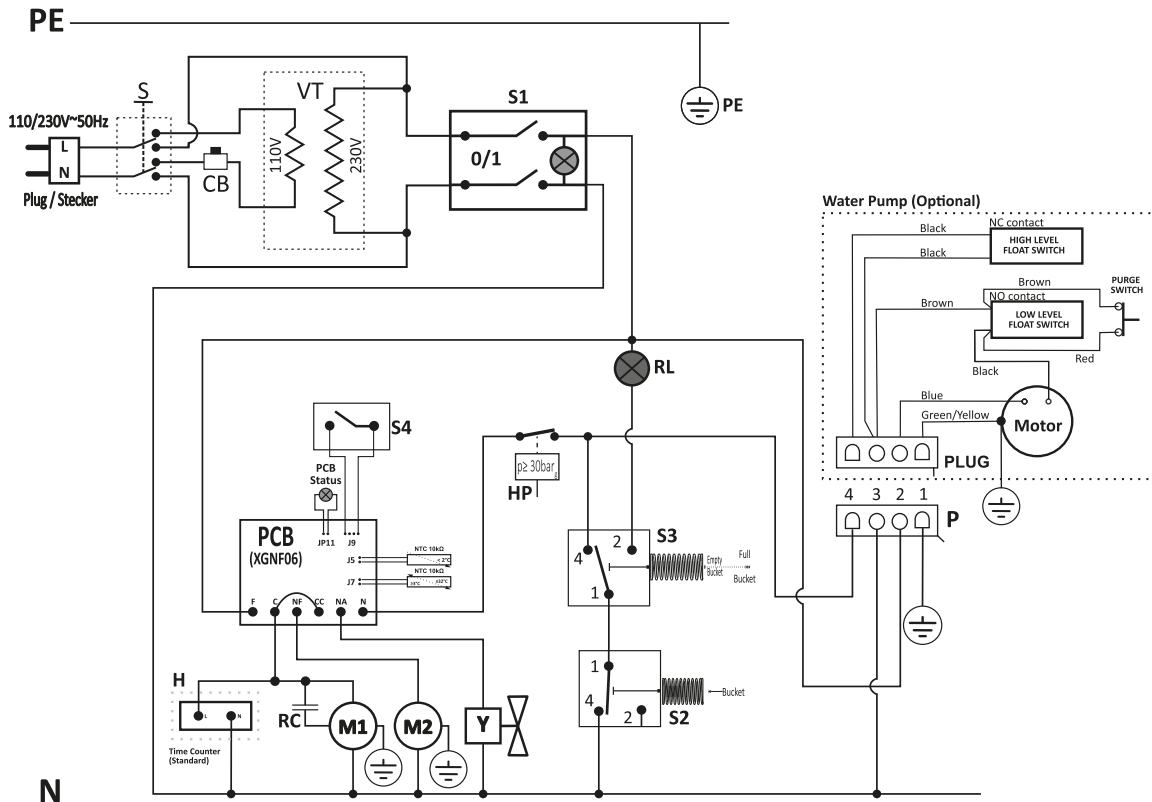 PE
S
VT
S1
PE
110/230V~50Hz
L
N
Plug / Stecker
CB
110V
230V
0/1
Water Pump (Optional)
Black
NC contact
HIGH LEVEL
FLOAT SWITCH
Black
Brown
PURGE
SWITCH
Brown
NO contact
LOW LEVEL
FLOAT SWITCH
Red
Black
RL
Blue
Green/Yellow
Motor
S4
PLUG
PCB
Status
p≥ 30bar
HP
4 3 2 1
P
PCB
(XGNF06)
JP11
J9
J5
NTC 10kΩ
< 2°C
J7
NTC 10kΩ
F C NF CC NA N
S3
4
2
1
Empty
Bucket
Full
Bucket
1
4
2
Bucket
S2
H
L
N
Time Counter
(Standard)
RC
M1
M2
Y
N